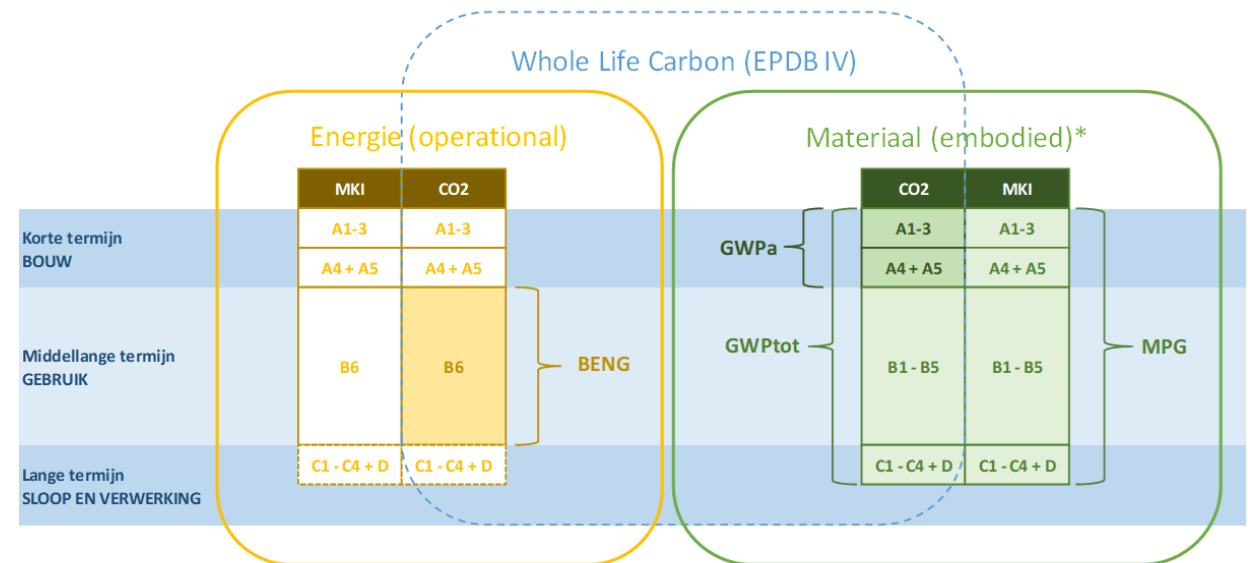 Whole Life Carbon (EPDB IV)
Energie (operational)
Materiaal (embodied)*
MKI CO2
CO2 MKI
Korte termijn
BOUW
A1-3 A1-3
A4 + A5 A4 + A5
GWPa
A1-3 A1-3
A4 + A5 A4 + A5
Middellange termijn
GEBRUIK
B6 B6
BENG
GWPtot
B1 - B5 B1 - B5
MPG
Lange termijn
SLOOP EN VERWERKING
C1 - C4 + D C1 - C4 + D
C1 - C4 + D C1 - C4 + D